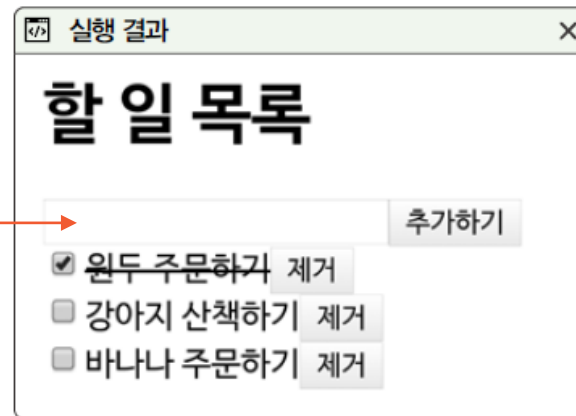 실행 결과
할 일 목록
추가하기
원두 주문하기 제거
강아지 산책하기 제거
바나나 주문하기 제거